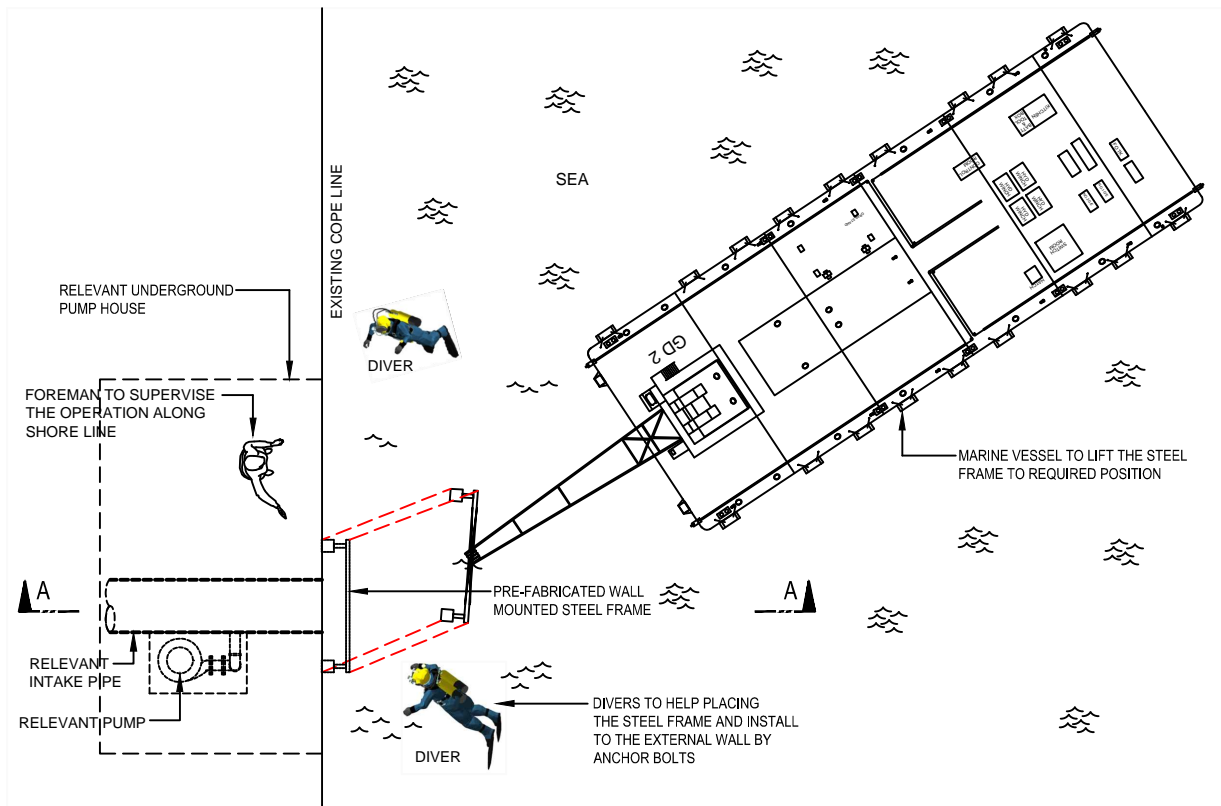 SEA
EXISTING COPE LINE
RELEVANT UNDERGROUND
PUMP HOUSE
DIVER
GD 2
FOREMAN TO SUPERVISE
THE OPERATION ALONG
SHORE LINE
MARINE VESSEL TO LIFT THE STEEL
FRAME TO REQUIRED POSITION
A
A
PRE-FABRICATED WALL
MOUNTED STEEL FRAME
RELEVANT
INTAKE PIPE
RELEVANT PUMP
DIVERS TO HELP PLACING
THE STEEL FRAME AND INSTALL
TO THE EXTERNAL WALL BY
ANCHOR BOLTS
DIVER
KITCHEN
SWITCH
ROOM